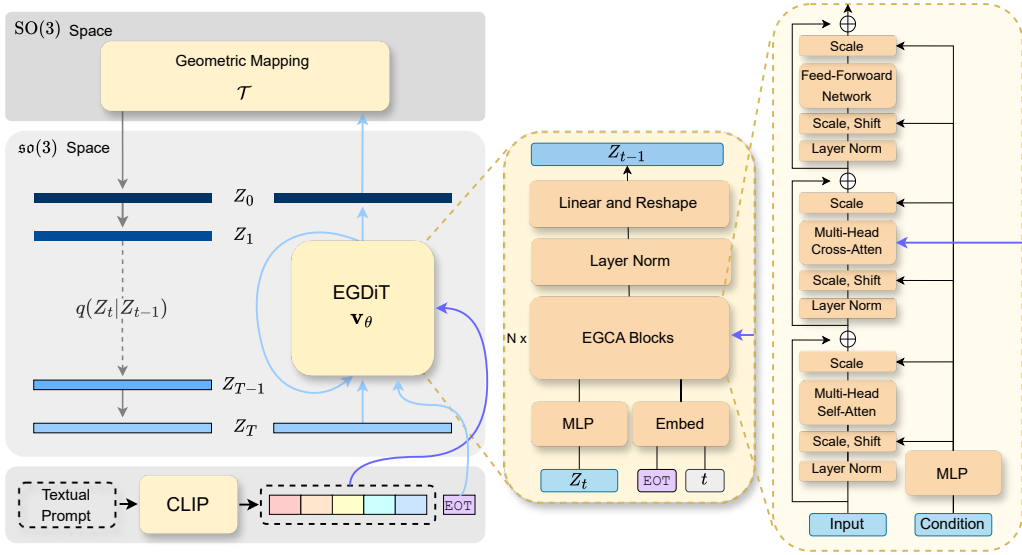 SO(3) Space
Geometric Mapping
𝒯
𝔰𝔬(3) Space
Z_0
Z_1
q(Z_t|Z_{t-1})
Z_{T-1}
Z_T
EGDiT
v_θ
Textual
Prompt
CLIP
EOT
Z_{t-1}
Linear and Reshape
Layer Norm
N x
EGCA Blocks
MLP
Embed
Z_t
EOT
t
Scale
Feed-Forwoard
Network
Scale, Shift
Layer Norm
Scale
Multi-Head
Cross-Atten
Scale, Shift
Layer Norm
Scale
Multi-Head
Self-Atten
Scale, Shift
Layer Norm
MLP
Input
Condition